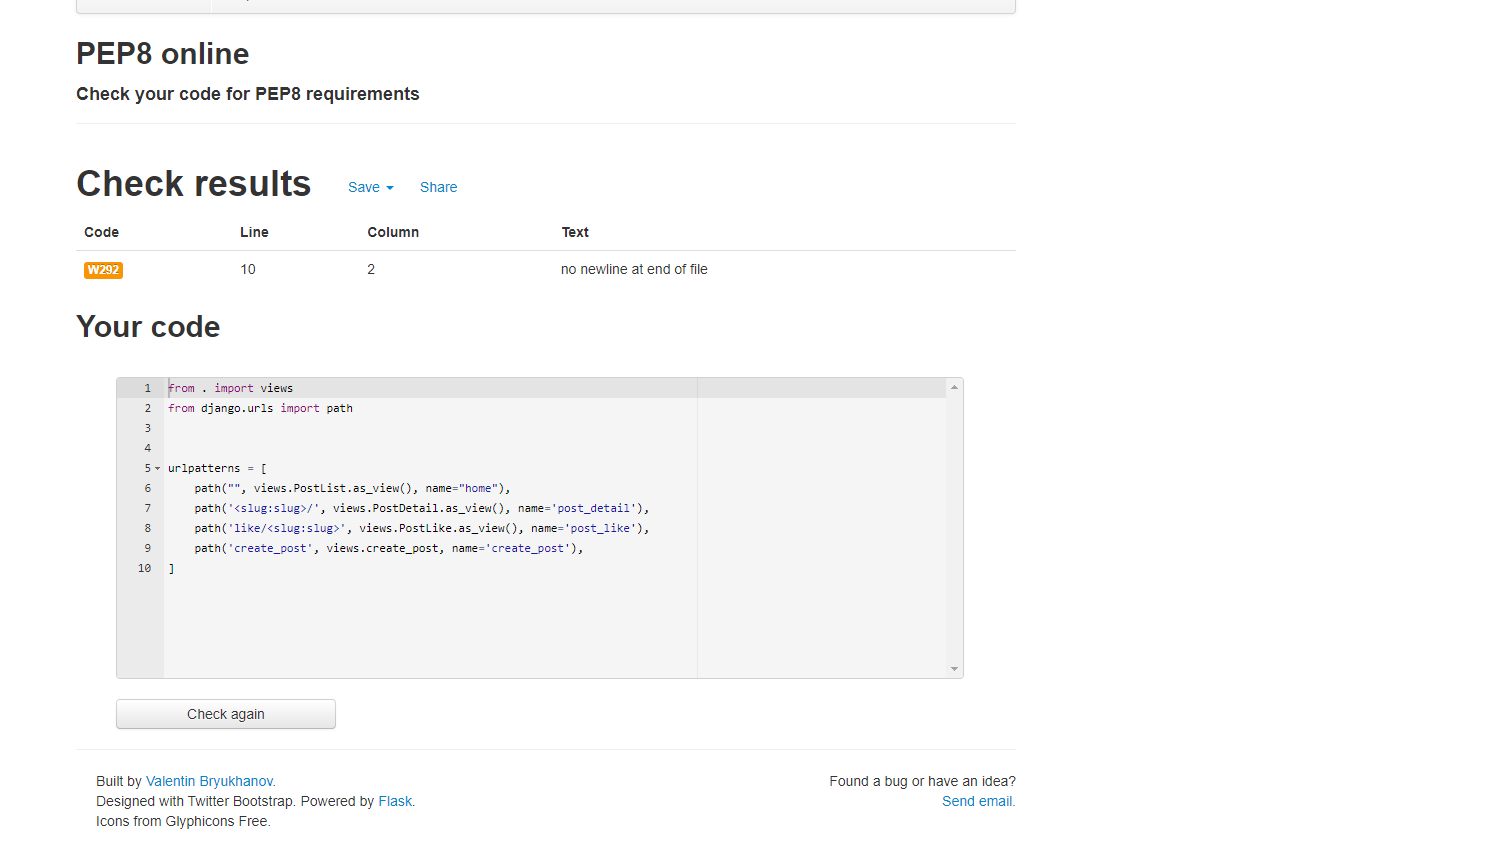 PEP8 online
Check your code for PEP8 requirements
Check results Save Share
Code Line Column Text
W292 10 2 no newline at end of file
Your code
1 from . import views
2 from django.urls import path
3
4
5 urlpatterns = [
6     path("", views.PostList.as_view(), name="home"),
7     path('<slug:slug>/', views.PostDetail.as_view(), name='post_detail'),
8     path('like/<slug:slug>', views.PostLike.as_view(), name='post_like'),
9     path('create_post', views.create_post, name='create_post'),
10 ]
Check again
Built by Valentin Bryukhanov.
Designed with Twitter Bootstrap. Powered by Flask.
Icons from Glyphicons Free.
Found a bug or have an idea?
Send email.